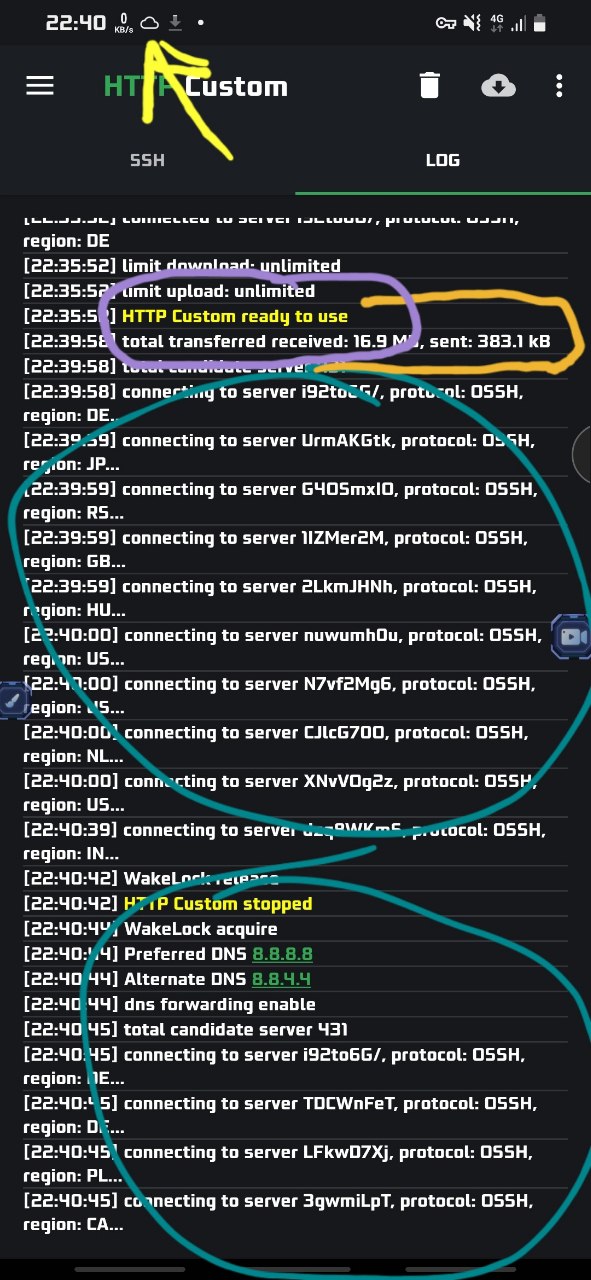 22:40 0 KB/s 4G
HTTP Custom
SSH LOG
region: DE
[22:35:52] limit download: unlimited
[22:35:52] limit upload: unlimited
[22:35:52] HTTP Custom ready to use
[22:39:58] total transferred received: 16.9 MB, sent: 383.1 kB
[22:39:58] total candidate server
[22:39:58] connecting to server i92to6G/, protocol: OSSH,
region: DE...
[22:39:59] connecting to server UrmAKGtk, protocol: OSSH,
region: JP...
[22:39:59] connecting to server G4OSmxIO, protocol: OSSH,
region: RS...
[22:39:59] connecting to server 1IZMer2M, protocol: OSSH,
region: GB...
[22:39:59] connecting to server 2LkmJHNh, protocol: OSSH,
region: HU...
[22:40:00] connecting to server nuwumhOu, protocol: OSSH,
region: US...
[22:40:00] connecting to server N7vf2Mg6, protocol: OSSH,
region: US...
[22:40:00] connecting to server CJlcG7OO, protocol: OSSH,
region: NL...
[22:40:00] connecting to server XNvVOg2z, protocol: OSSH,
region: US...
[22:40:39] connecting to server protocol: OSSH,
region: IN...
[22:40:42] WakeLock release
[22:40:42] HTTP Custom stopped
[22:40:44] WakeLock acquire
[22:40:44] Preferred DNS 8.8.8.8
[22:40:44] Alternate DNS 8.8.4.4
[22:40:44] dns forwarding enable
[22:40:45] total candidate server 431
[22:40:45] connecting to server i92to6G/, protocol: OSSH,
region: DE...
[22:40:45] connecting to server TDCWnFeT, protocol: OSSH,
region: DE...
[22:40:45] connecting to server LFkwD7Xj, protocol: OSSH,
region: PL...
[22:40:45] connecting to server 3gwmiLpT, protocol: OSSH,
region: CA...